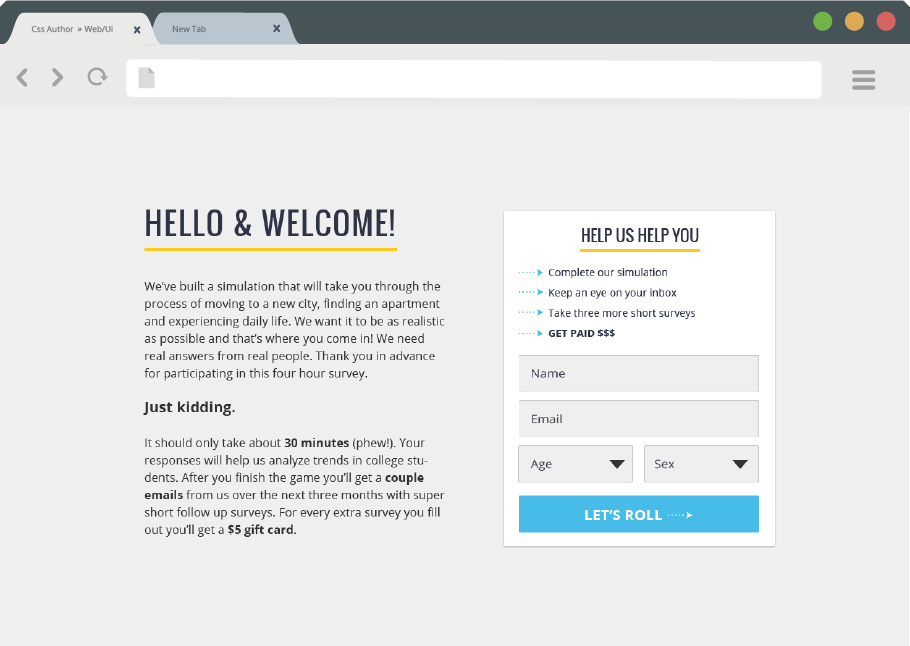 Css Author » Web/Ui x
New Tab x
HELLO & WELCOME!
We've built a simulation that will take you through the
process of moving to a new city, finding an apartment
and experiencing daily life. We want it to be as realistic
as possible and that's where you come in! We need
real answers from real people. Thank you in advance
for participating in this four hour survey.
Just kidding.
It should only take about 30 minutes (phew!). Your
responses will help us analyze trends in college stu-
dents. After you finish the game you'll get a couple
emails from us over the next three months with super
short follow up surveys. For every extra survey you fill
out you'll get a $5 gift card.
HELP US HELP YOU
Complete our simulation
Keep an eye on your inbox
Take three more short surveys
GET PAID $$$
Name
Email
Age
Sex
LET'S ROLL